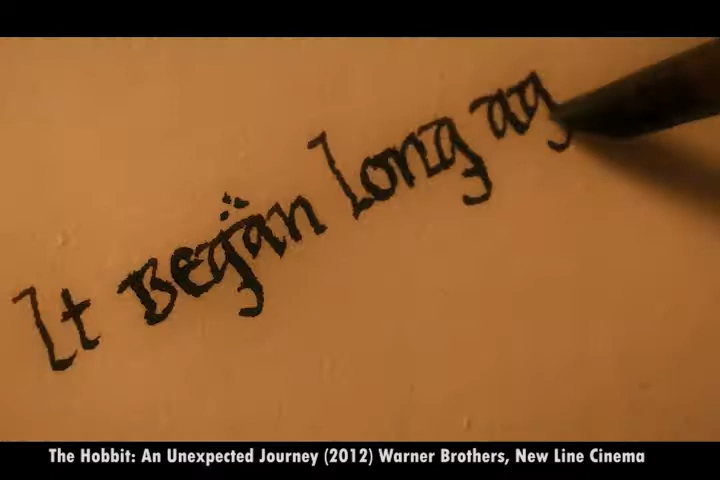 It Began long ag
The Hobbit: An Unexpected Journey (2012) Warner Brothers, New Line Cinema